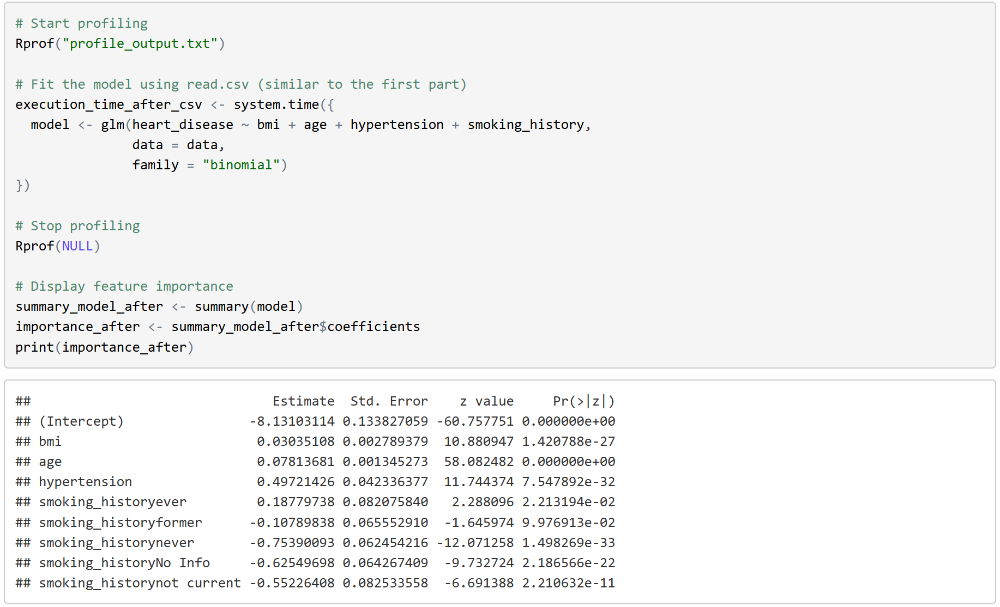 # Start profiling
Rprof("profile_output.txt")
# Fit the model using read.csv (similar to the first part)
execution_time_after_csv <- system.time({
  model <- glm(heart_disease ~ bmi + age + hypertension + smoking_history,
               data = data,
               family = "binomial")
})
# Stop profiling
Rprof(NULL)
# Display feature importance
summary_model_after <- summary(model)
importance_after <- summary_model_after$coefficients
print(importance_after)
##                                Estimate  Std. Error    z value     Pr(>|z|)
## (Intercept)                -8.13103114 0.133827059 -60.757751 0.000000e+00
## bmi                         0.03035108 0.002789379  10.880947 1.420788e-27
## age                         0.07813681 0.001345273  58.082482 0.000000e+00
## hypertension                0.49721426 0.042336377  11.744374 7.547892e-32
## smoking_historyever         0.18779738 0.082075840   2.288096 2.213194e-02
## smoking_historyformer      -0.10789838 0.065552910  -1.645974 9.976913e-02
## smoking_historynever       -0.75390093 0.062454216 -12.071258 1.498269e-33
## smoking_historyNo Info     -0.62549698 0.064267409  -9.732724 2.186566e-22
## smoking_historynot current -0.55226408 0.082533558  -6.691388 2.210632e-11